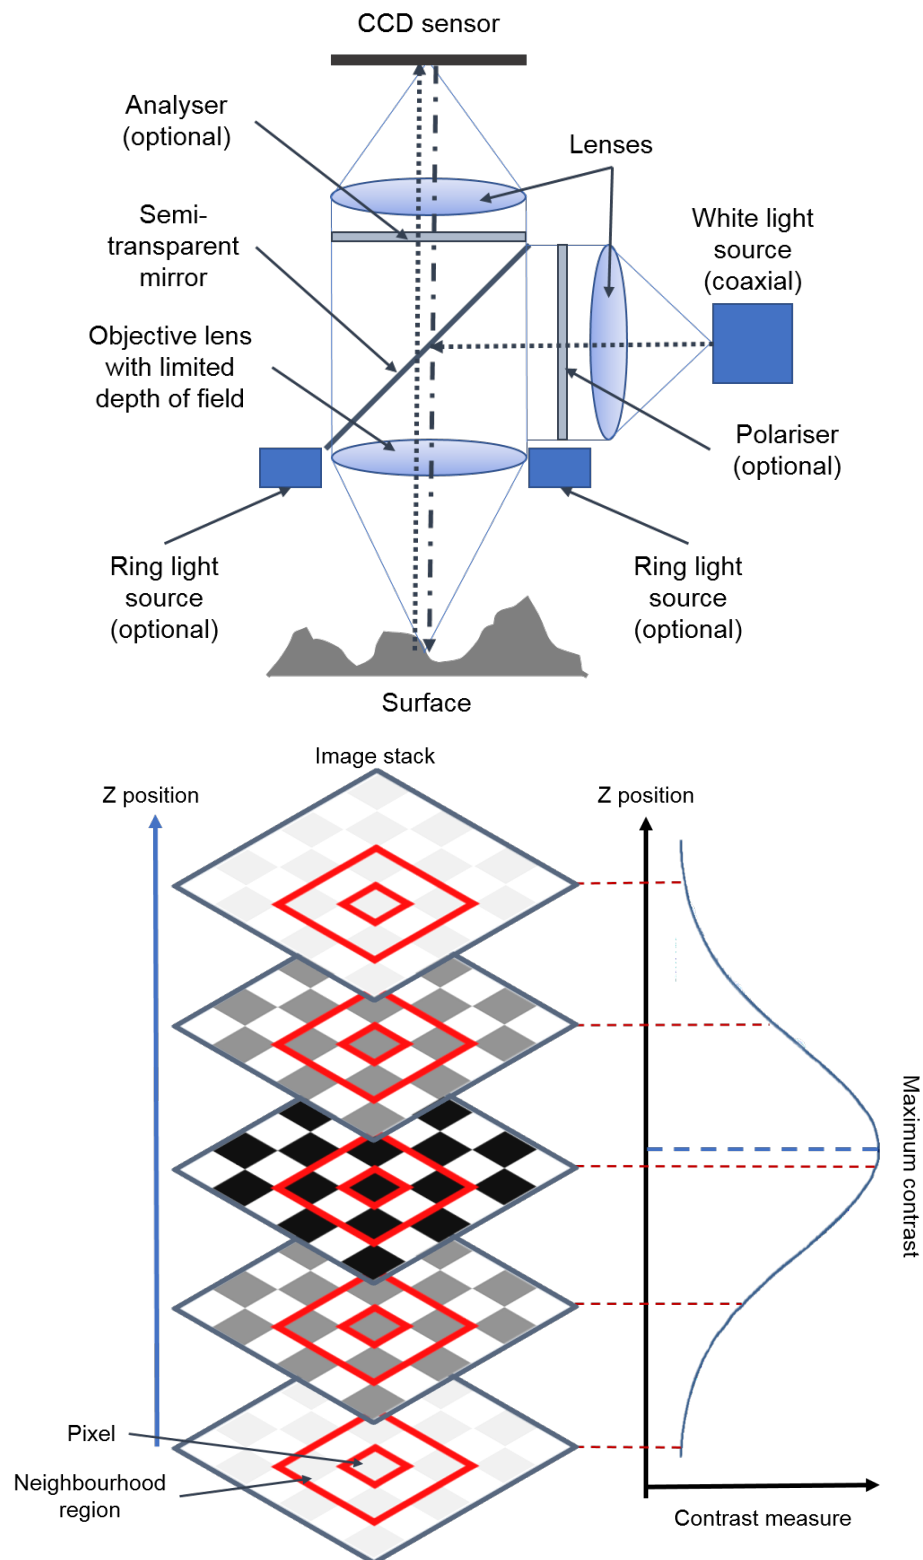 CCD sensor
Analyser
(optional)
Lenses
Semi-
transparent
mirror
White light
source
(coaxial)
Objective lens
with limited
depth of field
Polariser
(optional)
Ring light
source
(optional)
Ring light
source
(optional)
Surface
Image stack
Z position
Z position
Maximum contrast
Pixel
Neighbourhood
region
Contrast measure